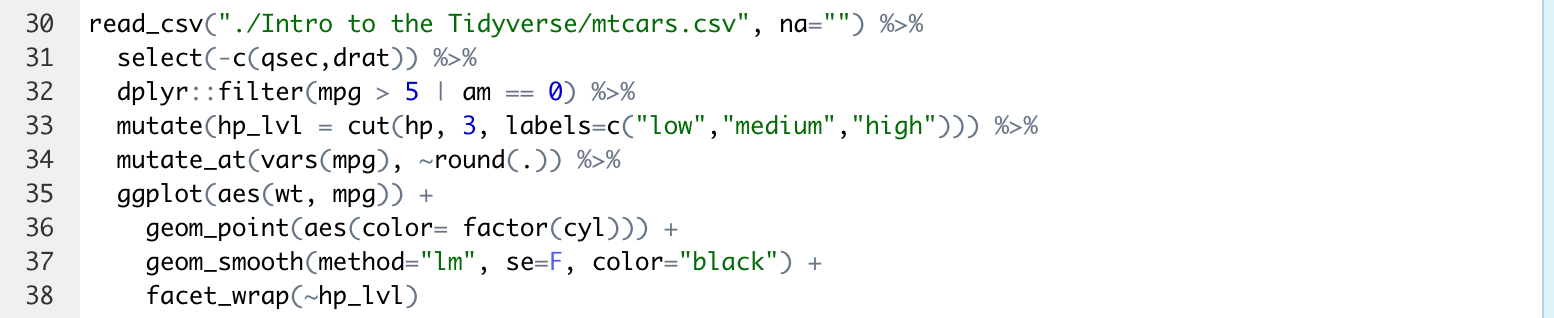 30 read_csv("./Intro to the Tidyverse/mtcars.csv", na="") %>%
31   select(-c(qsec,drat)) %>%
32   dplyr::filter(mpg > 5 | am == 0) %>%
33   mutate(hp_lvl = cut(hp, 3, labels=c("low","medium","high"))) %>%
34   mutate_at(vars(mpg), ~round(.)) %>%
35   ggplot(aes(wt, mpg)) +
36     geom_point(aes(color= factor(cyl))) +
37     geom_smooth(method="lm", se=F, color="black") +
38     facet_wrap(~hp_lvl)